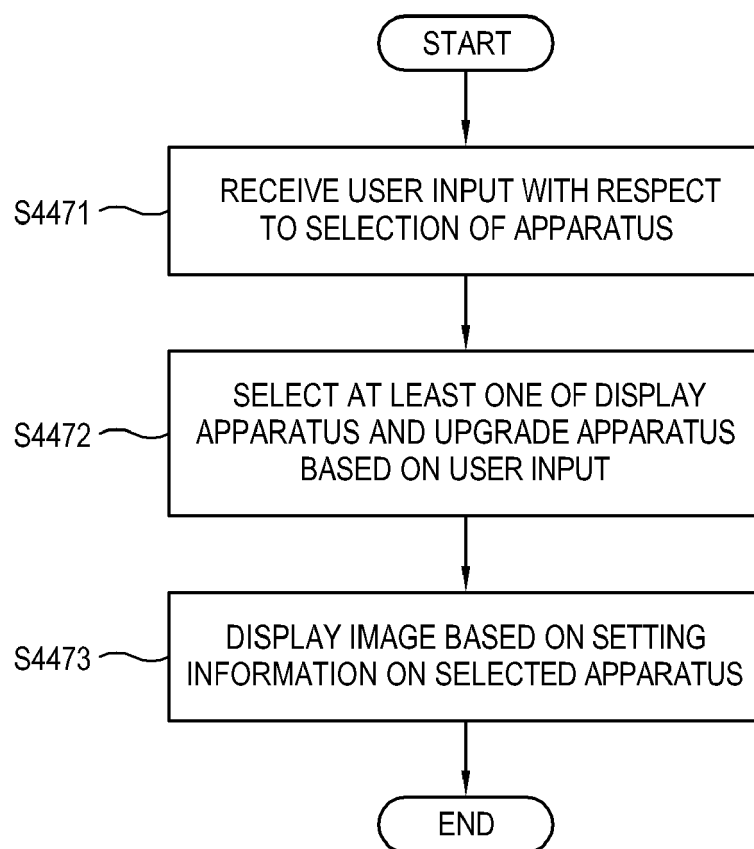 START
S4471
RECEIVE USER INPUT WITH RESPECT
TO SELECTION OF APPARATUS
S4472
SELECT AT LEAST ONE OF DISPLAY
APPARATUS AND UPGRADE APPARATUS
BASED ON USER INPUT
S4473
DISPLAY IMAGE BASED ON SETTING
INFORMATION ON SELECTED APPARATUS
END